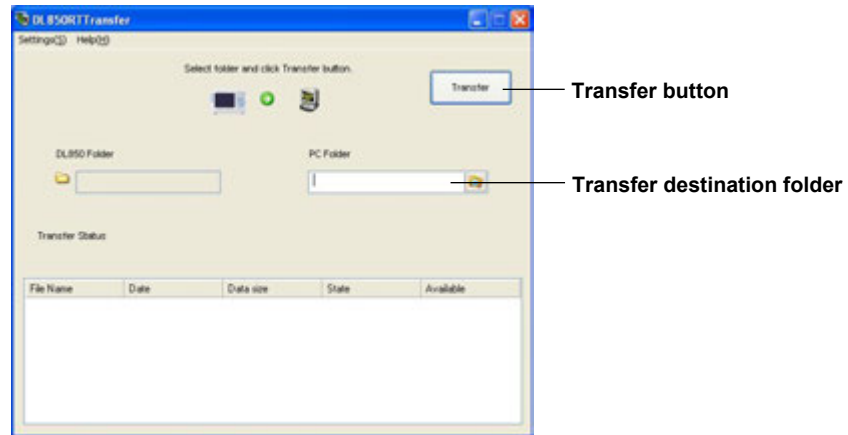 DL850RTTransfer
Settings(S) Help(H)
Select folder and click Transfer button.
Transfer
Transfer button
DL850 Folder
PC Folder
Transfer destination folder
Transfer Status
File Name Date Data size State Available